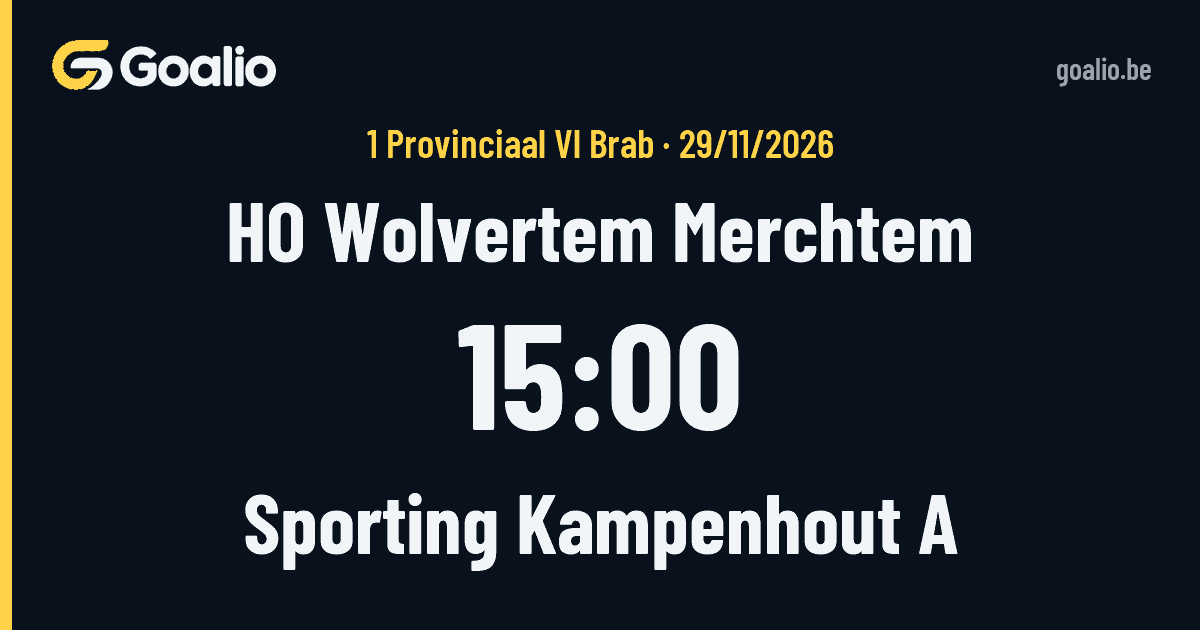 Goalio
goalio.be
1 Provinciaal Vl Brab · 29/11/2026
HO Wolvertem Merchtem
15:00
Sporting Kampenhout A